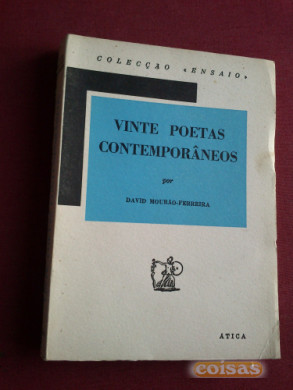 COLECÇÃO «ENSAIO»
VINTE POETAS
CONTEMPORÂNEOS
por
DAVID MOURÃO-FERREIRA
ÁTICA
coisas